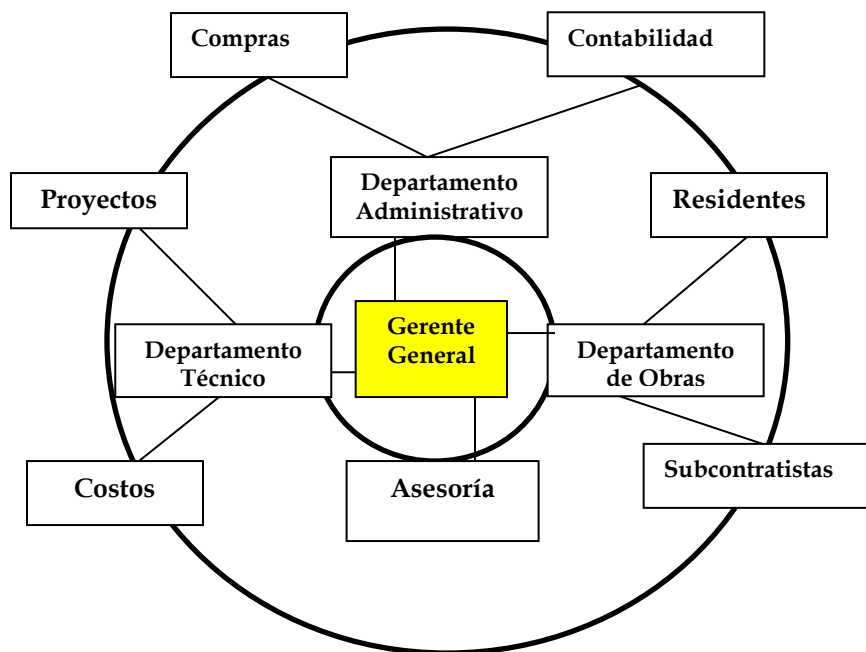 Compras
Contabilidad
Departamento
Administrativo
Proyectos
Residentes
Gerente
General
Departamento
Técnico
Departamento
de Obras
Costos
Asesoría
Subcontratistas